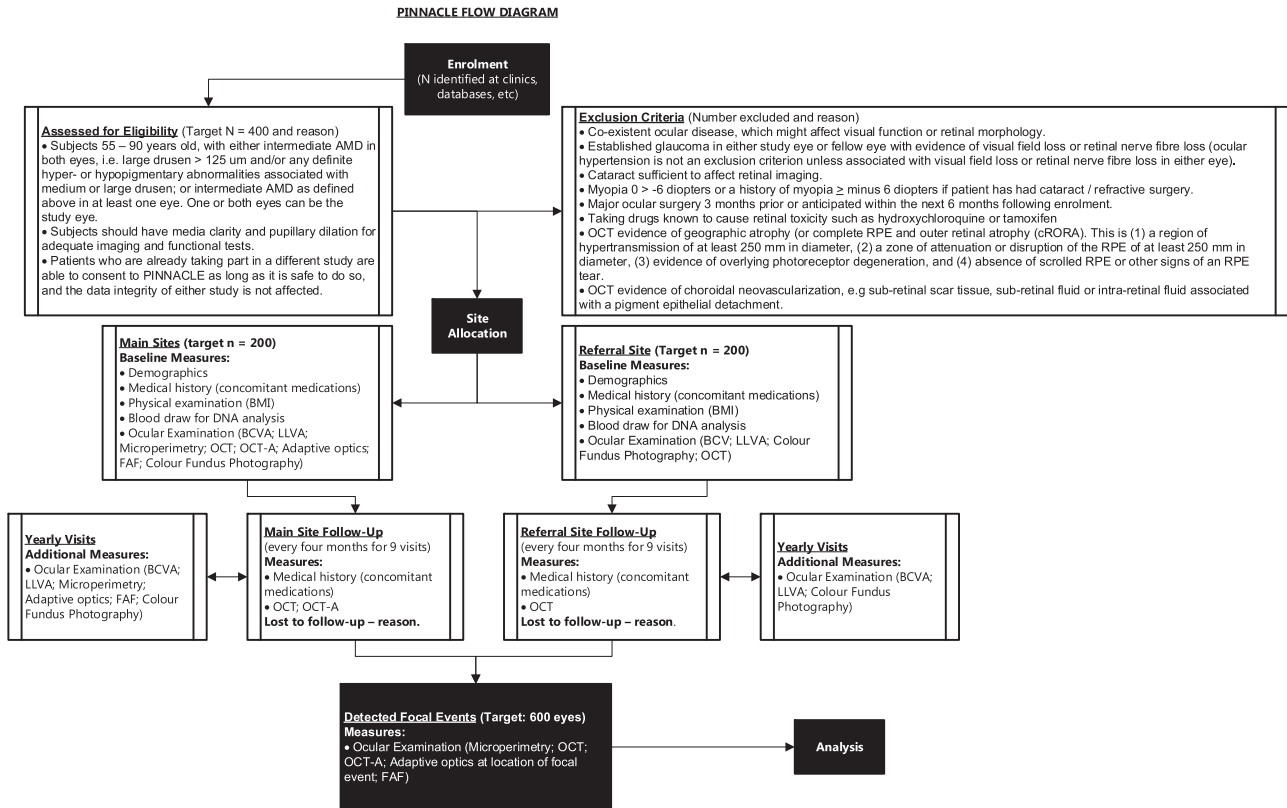 PINNACLE FLOW DIAGRAM
Enrolment
(N identified at clinics,
databases, etc)
Assessed for Eligibility (Target N = 400 and reason)
• Subjects 55 – 90 years old, with either intermediate AMD in
both eyes, i.e. large drusen > 125 um and/or any definite
hyper- or hypopigmentary abnormalities associated with
medium or large drusen; or intermediate AMD as defined
above in at least one eye. One or both eyes can be the
study eye.
• Subjects should have media clarity and pupillary dilation for
adequate imaging and functional tests.
• Patients who are already taking part in a different study are
able to consent to PINNACLE as long as it is safe to do so,
and the data integrity of either study is not affected.
Exclusion Criteria (Number excluded and reason)
• Co-existent ocular disease, which might affect visual function or retinal morphology.
• Established glaucoma in either study eye or fellow eye with evidence of visual field loss or retinal nerve fibre loss (ocular
hypertension is not an exclusion criterion unless associated with visual field loss or retinal nerve fibre loss in either eye).
• Cataract sufficient to affect retinal imaging.
• Myopia 0 > -6 diopters or a history of myopia ≥ minus 6 diopters if patient has had cataract / refractive surgery.
• Major ocular surgery 3 months prior or anticipated within the next 6 months following enrolment.
• Taking drugs known to cause retinal toxicity such as hydroxychloroquine or tamoxifen
• OCT evidence of geographic atrophy (or complete RPE and outer retinal atrophy (cRORA). This is (1) a region of
hypertransmission of at least 250 mm in diameter, (2) a zone of attenuation or disruption of the RPE of at least 250 mm in
diameter, (3) evidence of overlying photoreceptor degeneration, and (4) absence of scrolled RPE or other signs of an RPE
tear.
• OCT evidence of choroidal neovascularization, e.g sub-retinal scar tissue, sub-retinal fluid or intra-retinal fluid associated
with a pigment epithelial detachment.
Site
Allocation
Main Sites (target n = 200)
Baseline Measures:
• Demographics
• Medical history (concomitant medications)
• Physical examination (BMI)
• Blood draw for DNA analysis
• Ocular Examination (BCVA; LLVA;
Microperimetry; OCT; OCT-A; Adaptive optics;
FAF; Colour Fundus Photography)
Referral Site (Target n = 200)
Baseline Measures:
• Demographics
• Medical history (concomitant medications)
• Physical examination (BMI)
• Blood draw for DNA analysis
• Ocular Examination (BCV; LLVA; Colour
Fundus Photography; OCT)
Yearly Visits
Additional Measures:
• Ocular Examination (BCVA;
LLVA; Microperimetry;
Adaptive optics; FAF; Colour
Fundus Photography)
Main Site Follow-Up
(every four months for 9 visits)
Measures:
• Medical history (concomitant
medications)
• OCT; OCT-A
Lost to follow-up – reason.
Referral Site Follow-Up
(every four months for 9 visits)
Measures:
• Medical history (concomitant
medications)
• OCT
Lost to follow-up – reason.
Yearly Visits
Additional Measures:
• Ocular Examination (BCVA;
LLVA; Colour Fundus
Photography)
Detected Focal Events (Target: 600 eyes)
Measures:
• Ocular Examination (Microperimetry; OCT;
OCT-A; Adaptive optics at location of focal
event; FAF)
Analysis